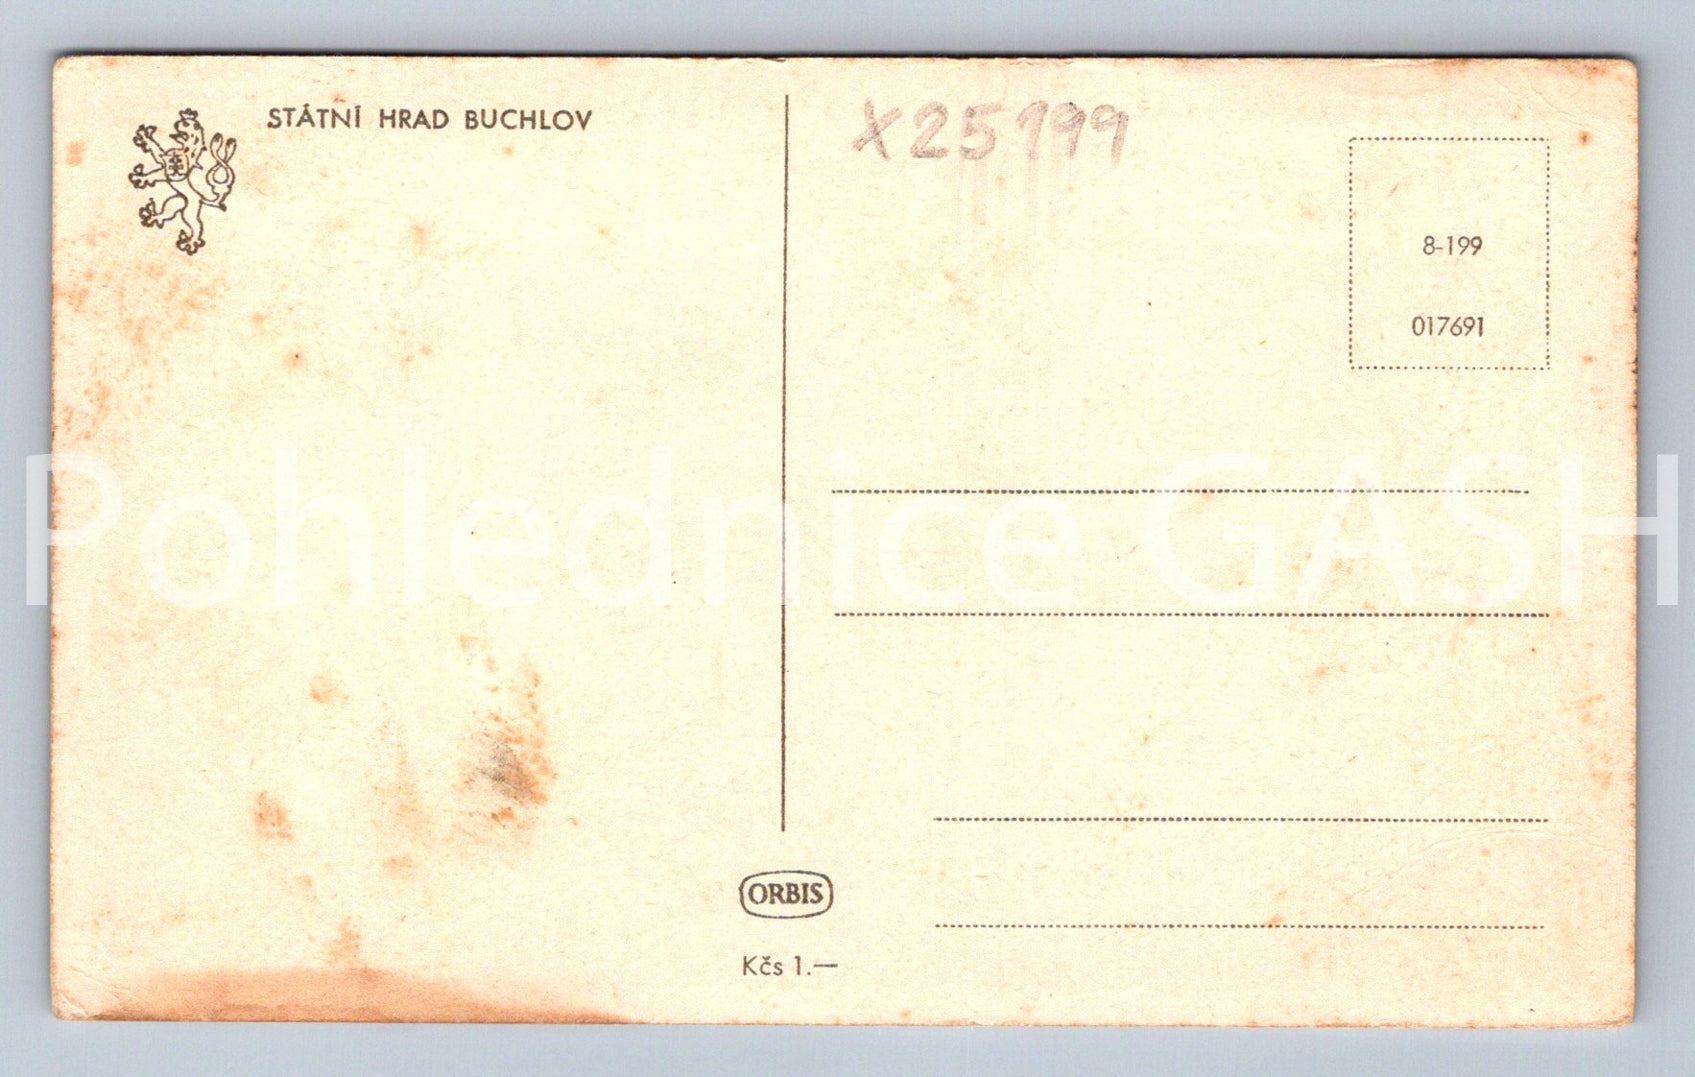 STÁTNÍ HRAD BUCHLOV
X25199
8-199
017691
Pohlednice GASH
ORBIS
Kčs 1.—